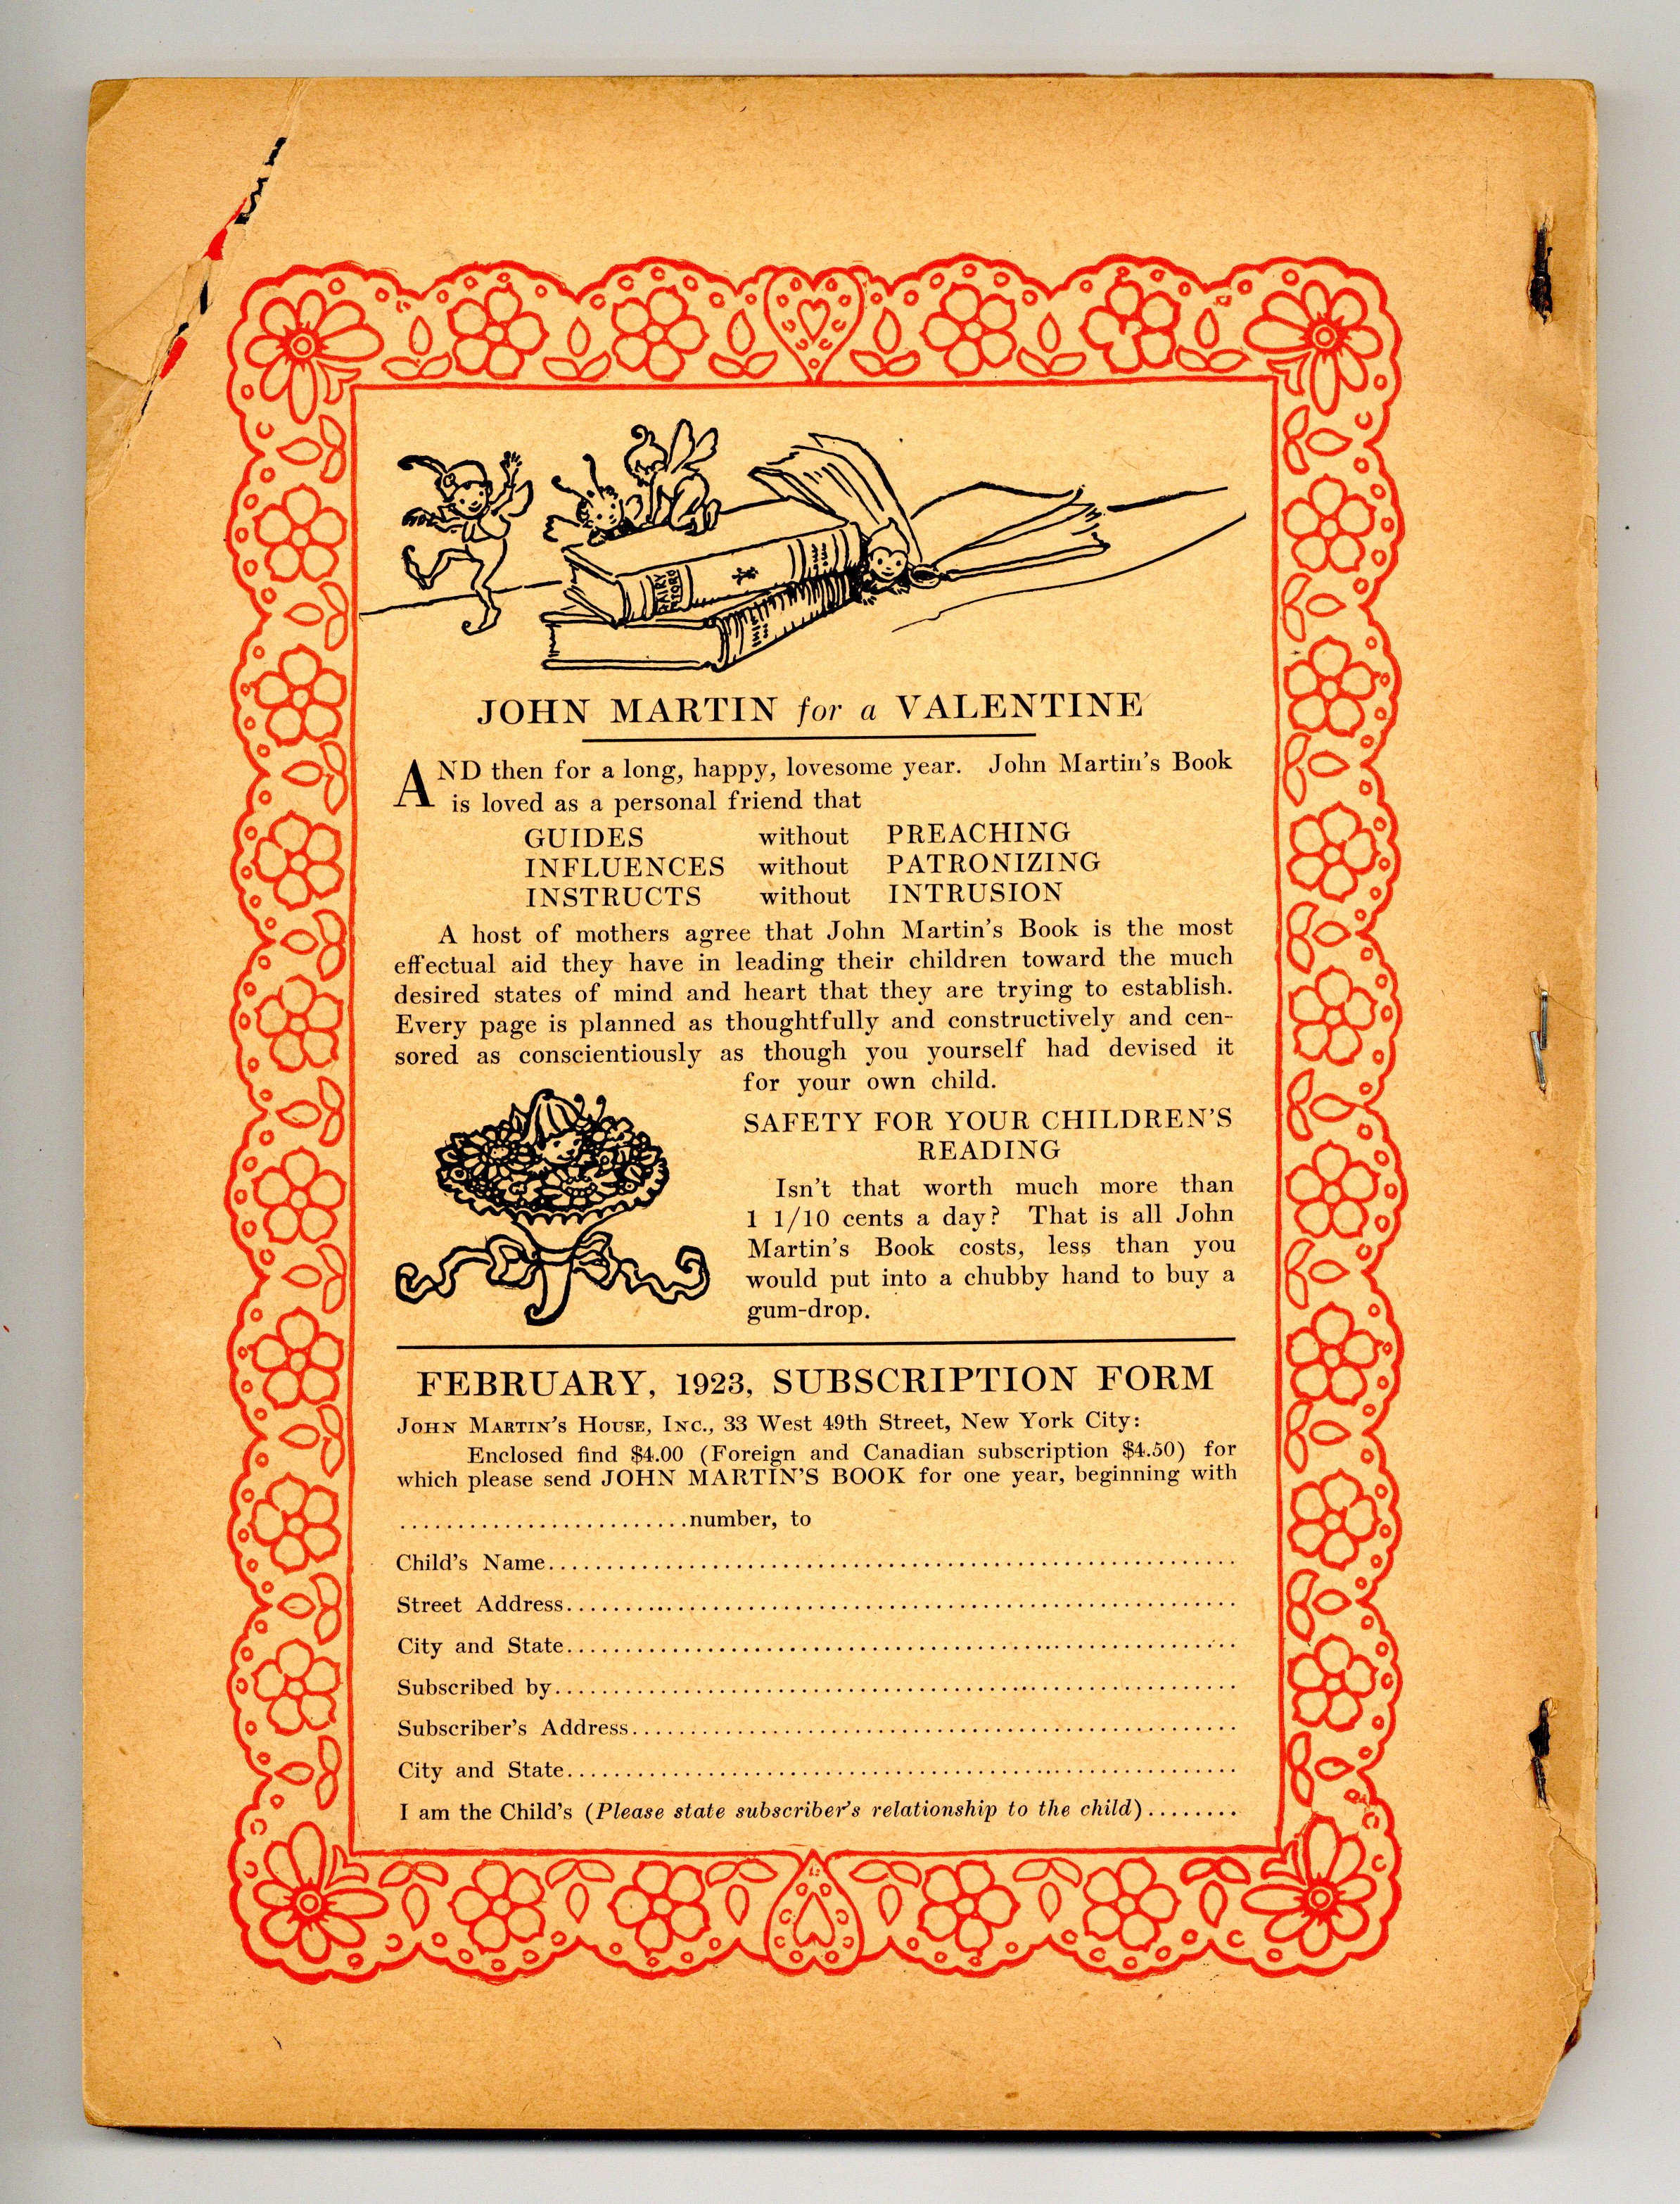 FAIRY
JOHN MARTIN for a VALENTINE
AND then for a long, happy, lovesome year. John Martin's Book
is loved as a personal friend that
GUIDES without PREACHING
INFLUENCES without PATRONIZING
INSTRUCTS without INTRUSION
A host of mothers agree that John Martin's Book is the most
effectual aid they have in leading their children toward the much
desired states of mind and heart that they are trying to establish.
Every page is planned as thoughtfully and constructively and cen-
sored as conscientiously as though you yourself had devised it
for your own child.
SAFETY FOR YOUR CHILDREN'S
READING
Isn't that worth much more than
1 1/10 cents a day? That is all John
Martin's Book costs, less than you
would put into a chubby hand to buy a
gum-drop.
FEBRUARY, 1923, SUBSCRIPTION FORM
JOHN MARTIN'S HOUSE, INC., 33 West 49th Street, New York City:
Enclosed find $4.00 (Foreign and Canadian subscription $4.50) for
which please send JOHN MARTIN'S BOOK for one year, beginning with
.........................number, to
Child's Name............................................................
Street Address..........................................................
City and State..........................................................
Subscribed by...........................................................
Subscriber's Address....................................................
City and State..........................................................
I am the Child's (Please state subscriber's relationship to the child)........